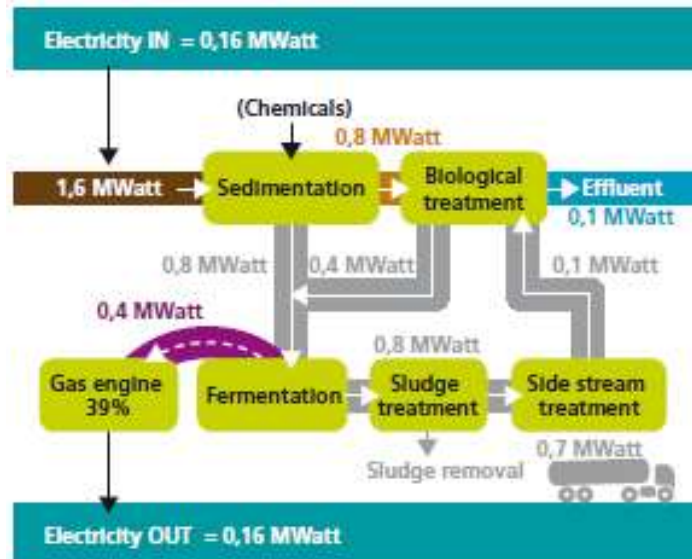 Electricity IN = 0,16 MWatt
(Chemicals)
0,8 MWatt
1,6 MWatt
Sedimentation
Biological
treatment
Effluent
0,1 MWatt
0,8 MWatt
0,4 MWatt
0,1 MWatt
0,4 MWatt
0,8 MWatt
Gas engine
39%
Fermentation
Sludge
treatment
Side stream
treatment
0,7 MWatt
Sludge removal
Electricity OUT = 0,16 MWatt